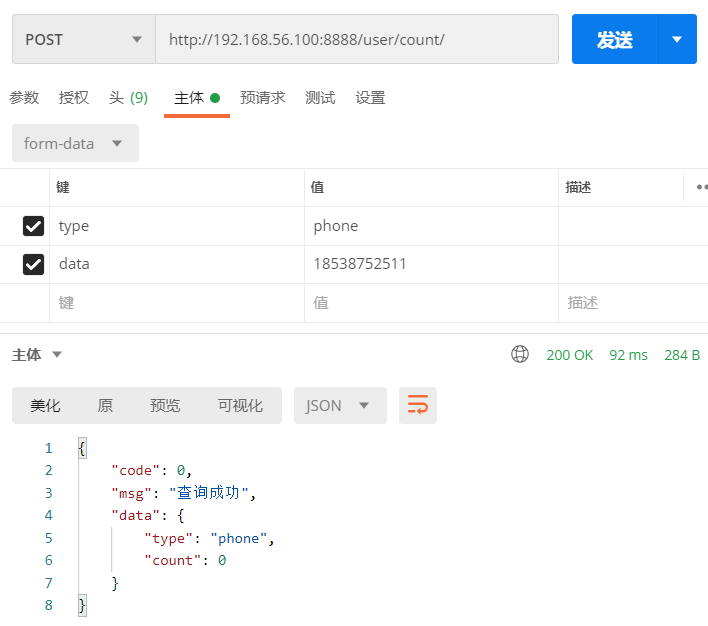 POST http://192.168.56.100:8888/user/count/ 发送
参数 授权 头 (9) 主体 预请求 测试 设置
form-data
键 值 描述
type phone
data 18538752511
键 值 描述
主体 200 OK 92 ms 284 B
美化 原 预览 可视化 JSON
1 {
2 "code": 0,
3 "msg": "查询成功",
4 "data": {
5 "type": "phone",
6 "count": 0
7 }
8 }